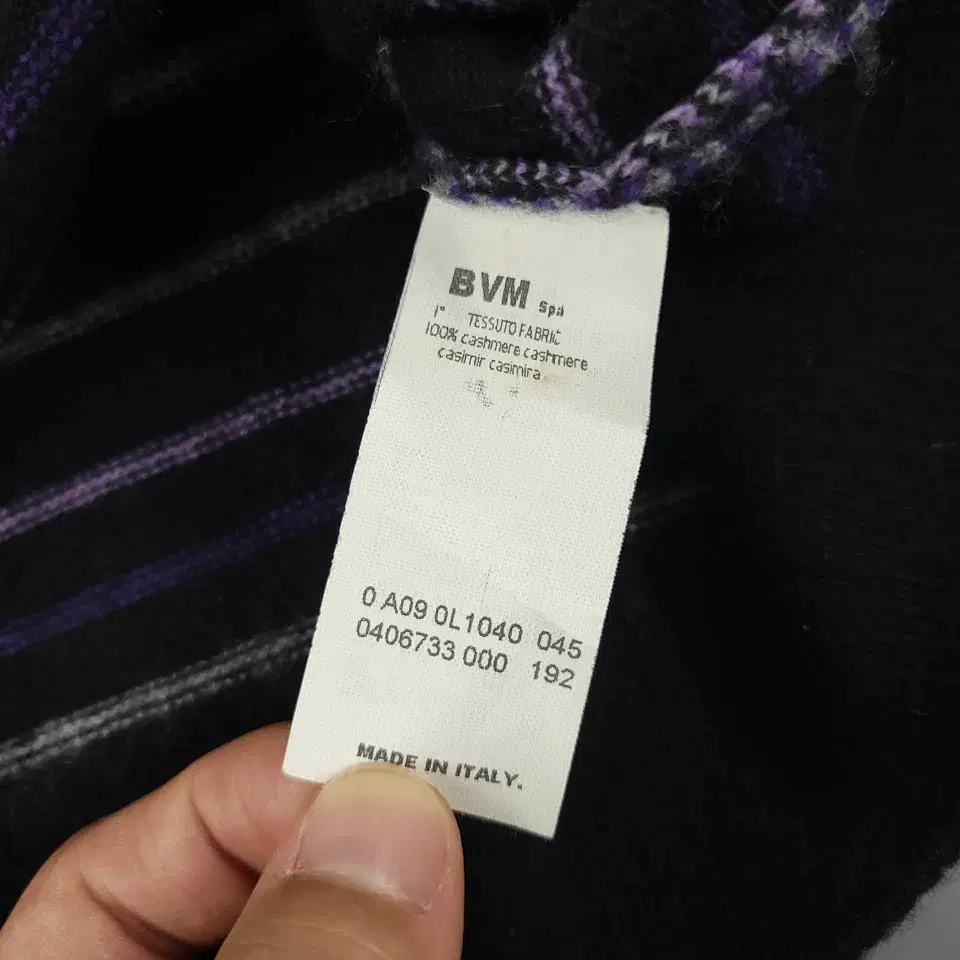 BVM Spa
1° TESSUTO FABRIC
100% cashmere cashmere
casimir casimira
0 A09 0L1040 045
0406733 000 192
MADE IN ITALY.